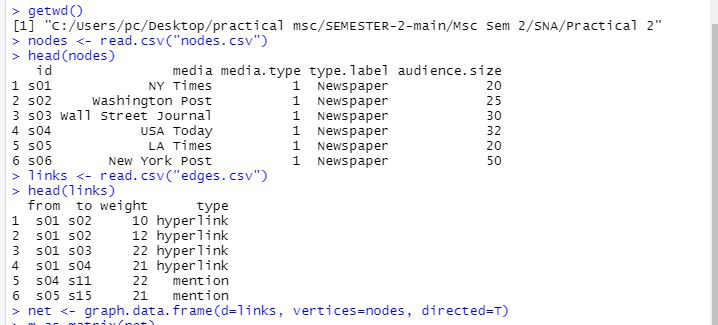 > getwd()
[1] "C:/Users/pc/Desktop/practical msc/SEMESTER-2-main/Msc Sem 2/SNA/Practical 2"
> nodes <- read.csv("nodes.csv")
> head(nodes)
   id               media media.type type.label audience.size
1 s01            NY Times          1  Newspaper            20
2 s02     Washington Post          1  Newspaper            25
3 s03 Wall Street Journal          1  Newspaper            30
4 s04           USA Today          1  Newspaper            32
5 s05            LA Times          1  Newspaper            20
6 s06       New York Post          1  Newspaper            50
> links <- read.csv("edges.csv")
> head(links)
  from  to weight      type
1  s01 s02     10 hyperlink
2  s01 s02     12 hyperlink
3  s01 s03     22 hyperlink
4  s01 s04     21 hyperlink
5  s04 s11     22   mention
6  s05 s15     21   mention
> net <- graph.data.frame(d=links, vertices=nodes, directed=T)
> m as matrix(net)